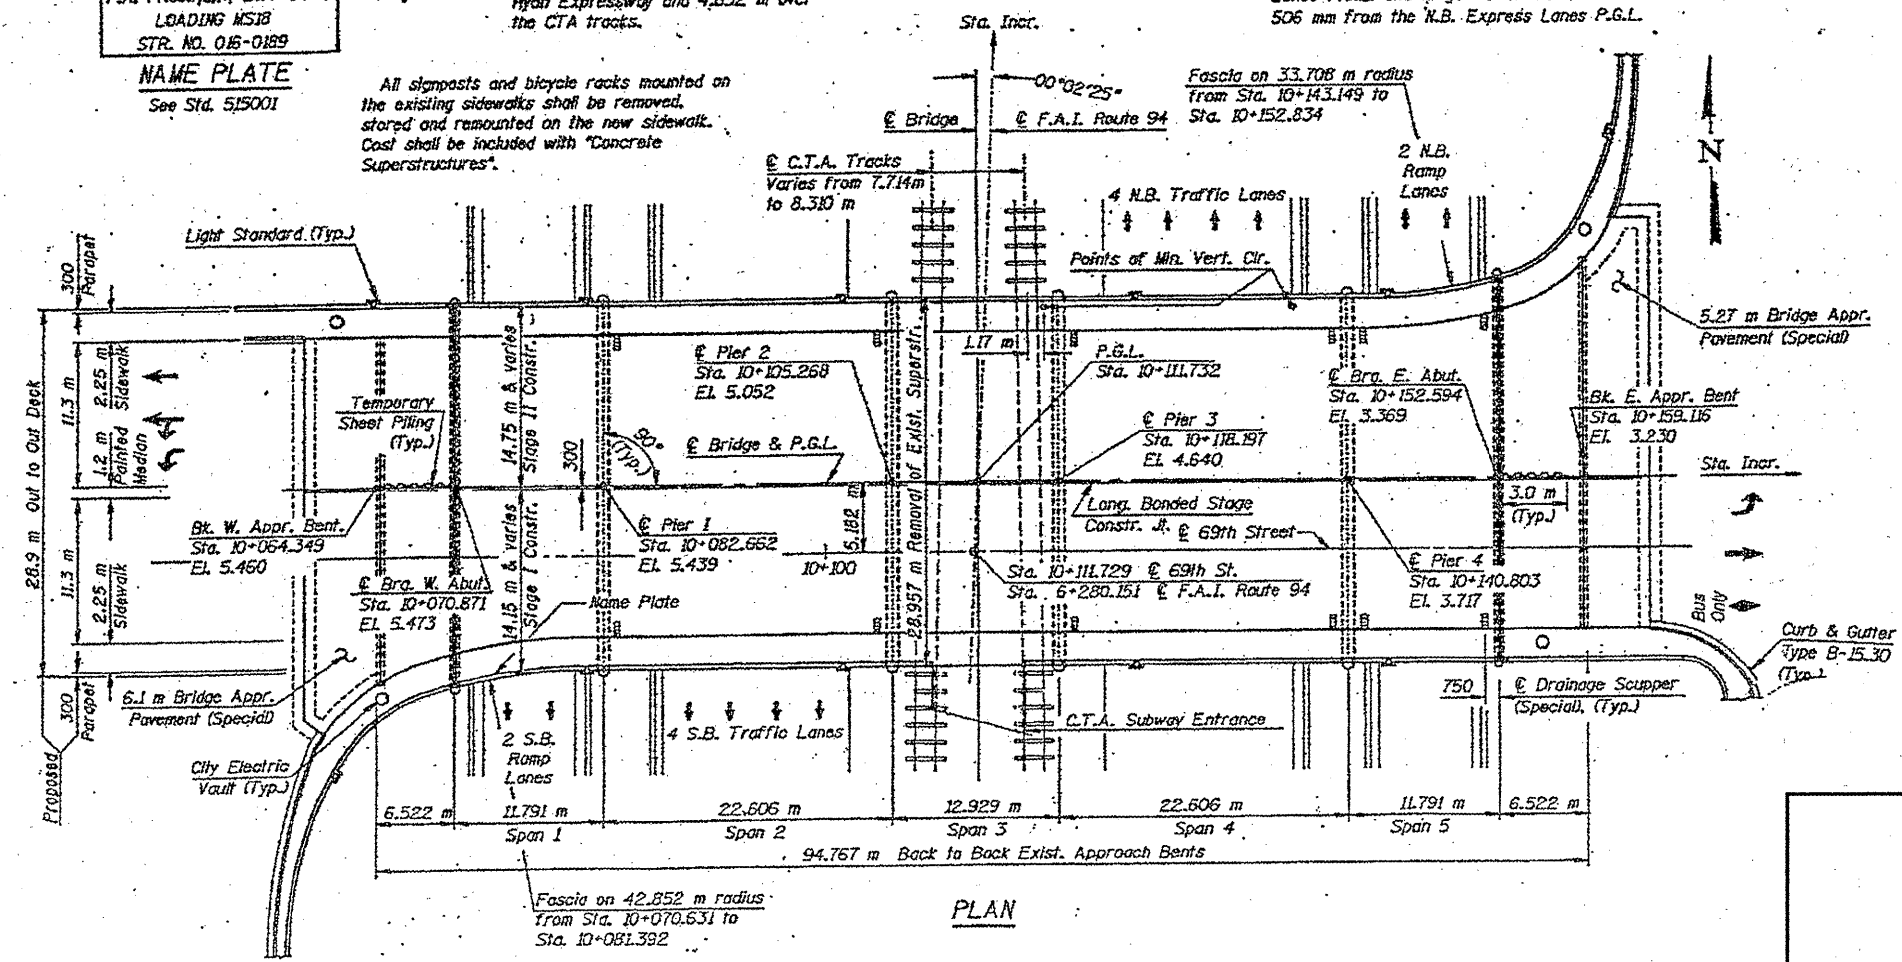 LOADING MS18
STR. NO. 016-0189
NAME PLATE
See Std. 515001
the CTA tracks.
506 mm from the N.B. Express Lanes P.G.L.
All signposts and bicycle racks mounted on
the existing sidewalks shall be removed,
stored and remounted on the new sidewalk.
Cost shall be included with "Concrete
Superstructures".
Sta. Incr.
00°02'25"
℄ Bridge
℄ F.A.I. Route 94
Fascia on 33.708 m radius
from Sta. 10+143.149 to
Sta. 10+152.834
℄ C.T.A. Tracks
Varies from 7.714m
to 8.310 m
4 N.B. Traffic Lanes
2 N.B.
Ramp
Lanes
N
Light Standard (Typ.)
Points of Min. Vert. Clr.
300
Parapet
5.27 m Bridge Appr.
Pavement (Special)
28.9 m Out to Out Deck
11.3 m
2.25 m
Sidewalk
1.2 m
Painted
Median
11.3 m
2.25 m
Sidewalk
300
Parapet
Proposed
Temporary
Sheet Piling
(Typ.)
14.75 m & varies
Stage II Constr.
14.15 m & varies
Stage I Constr.
300
90°
(Typ.)
℄ Pier 2
Sta. 10+105.268
El. 5.052
℄ Bridge & P.G.L.
28.957 m Removal of Exist. Superstr.
1.17 m
P.G.L.
Sta. 10+111.732
℄ Pier 3
Sta. 10+118.197
El. 4.640
℄ Brg. E. Abut.
Sta. 10+152.594
El. 3.369
Bk. E. Appr. Bent
Sta. 10+159.116
El. 3.230
Sta. Incr.
3.0 m
(Typ.)
Bk. W. Appr. Bent.
Sta. 10+064.349
El. 5.460
℄ Brg. W. Abut.
Sta. 10+070.871
El. 5.473
℄ Pier 1
Sta. 10+082.662
El. 5.439
10+100
5.182 m
Long. Bonded Stage
Constr. Jt.
℄ 69th Street
Sta. 10+111.729 ℄ 69th St.
Sta. 6+280.151 ℄ F.A.I. Route 94
℄ Pier 4
Sta. 10+140.803
El. 3.717
Name Plate
Bus
Only
Curb & Gutter
Type B-15.30
(Typ.)
6.1 m Bridge Appr.
Pavement (Special)
City Electric
Vault (Typ.)
2 S.B.
Ramp
Lanes
4 S.B. Traffic Lanes
C.T.A. Subway Entrance
750
℄ Drainage Scupper
(Special), (Typ.)
6.522 m
11.791 m
22.606 m
12.929 m
22.606 m
11.791 m
6.522 m
Span 1
Span 2
Span 3
Span 4
Span 5
94.767 m Back to Back Exist. Approach Bents
Fascia on 42.852 m radius
from Sta. 10+070.631 to
Sta. 10+081.392
PLAN